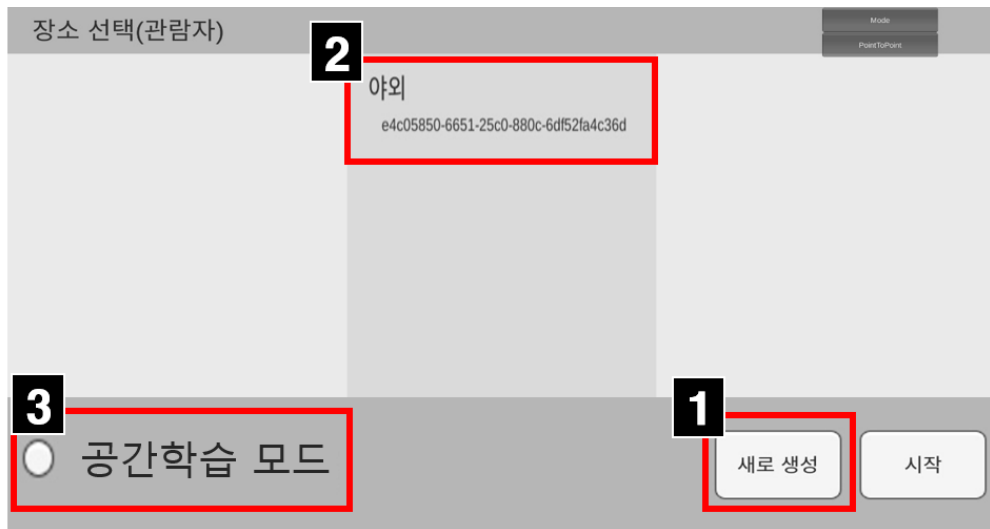 장소 선택(관람자)
Mode
PointToPoint
2
야외
e4c05850-6651-25c0-880c-6df52fa4c36d
3
공간학습 모드
1
새로 생성
시작